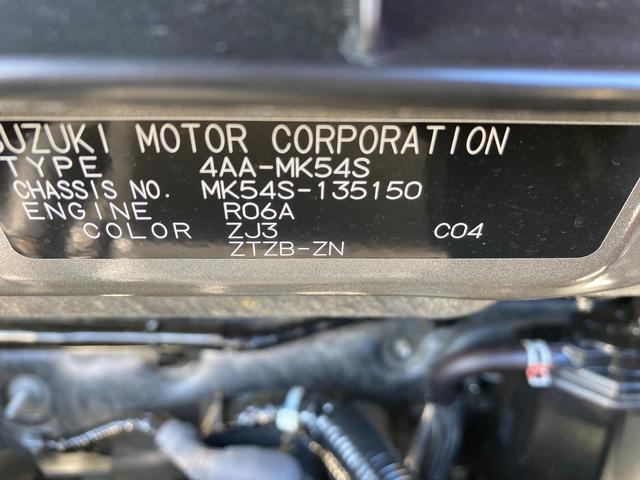 SUZUKI MOTOR CORPORATION
TYPE 4AA-MK54S
CHASSIS NO. MK54S-135150
ENGINE R06A
COLOR ZJ3 C04
ZTZB-ZN